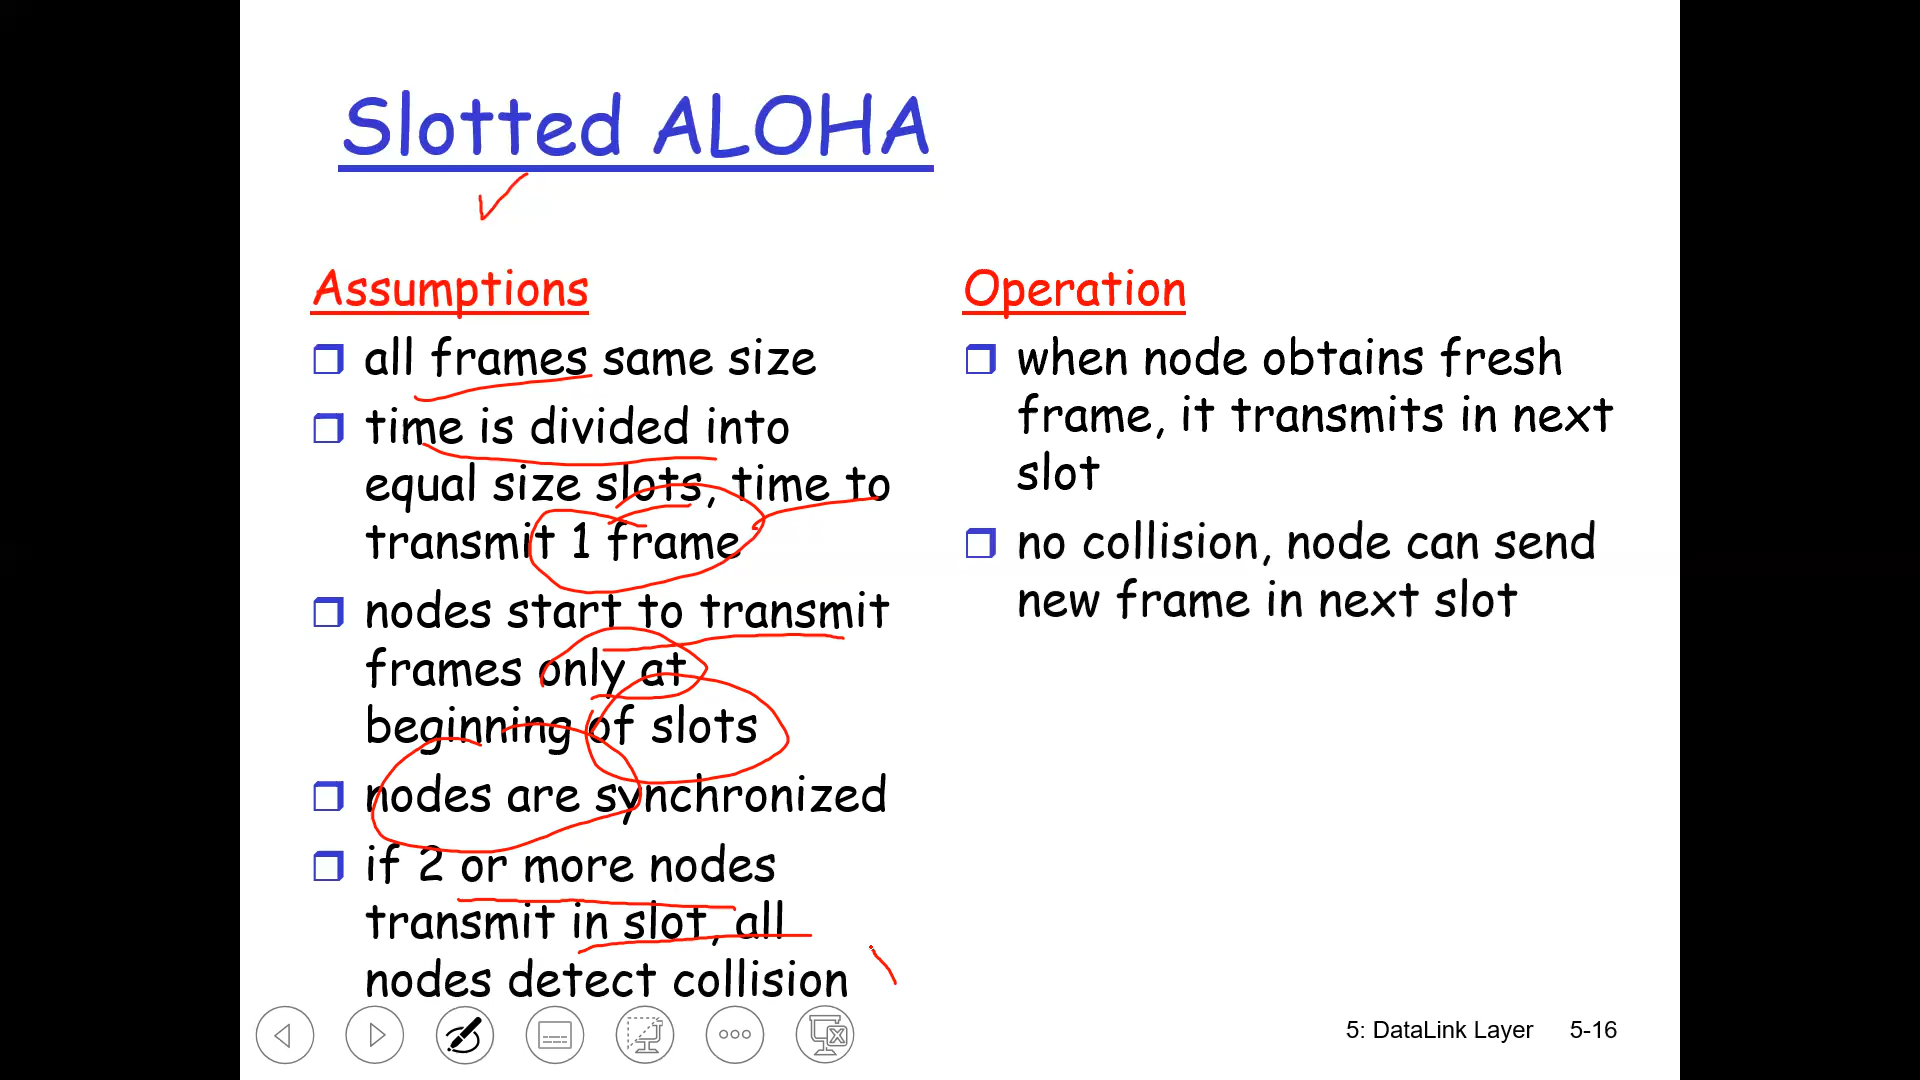 Slotted ALOHA
Assumptions
all frames same size
time is divided into
equal size slots, time to
transmit 1 frame
nodes start to transmit
frames only at
beginning of slots
nodes are synchronized
if 2 or more nodes
transmit in slot, all
nodes detect collision
Operation
when node obtains fresh
frame, it transmits in next
slot
no collision, node can send
new frame in next slot
5: DataLink Layer 5-16